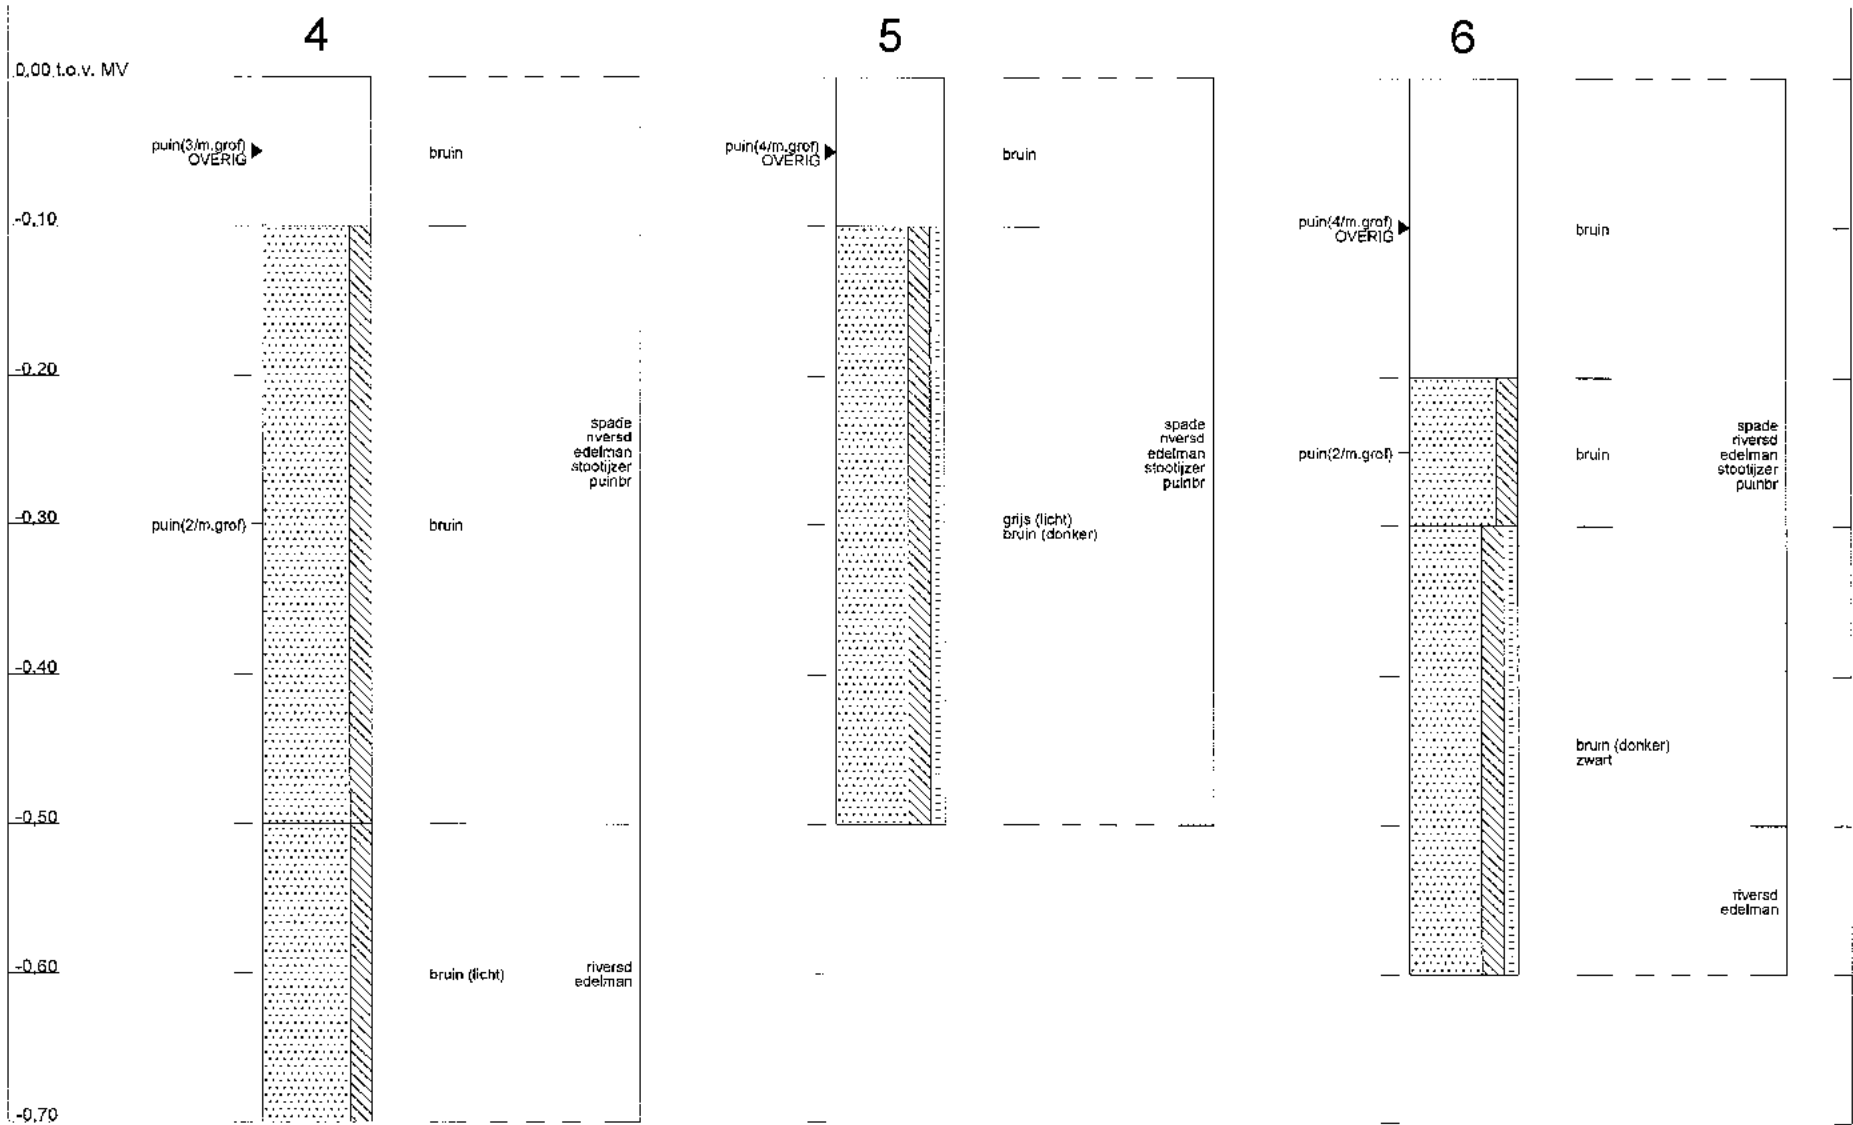 4
5
6
0,00 t.o.v. MV
puin(3/m.grof)
OVERIG
bruin
puin(4/m.grof)
OVERIG
bruin
-0,10
puin(4/m.grof)
OVERIG
bruin
-0,20
spade
riversd
edelman
stootijzer
puinbr
spade
riversd
edelman
stootijzer
puinbr
puin(2/m.grof)
bruin
spade
riversd
edelman
stootijzer
puinbr
-0,30
puin(2/m.grof)
bruin
grijs (licht)
bruin (donker)
-0,40
bruin (donker)
zwart
-0,50
riversd
edelman
-0,60
bruin (licht)
riversd
edelman
-0,70